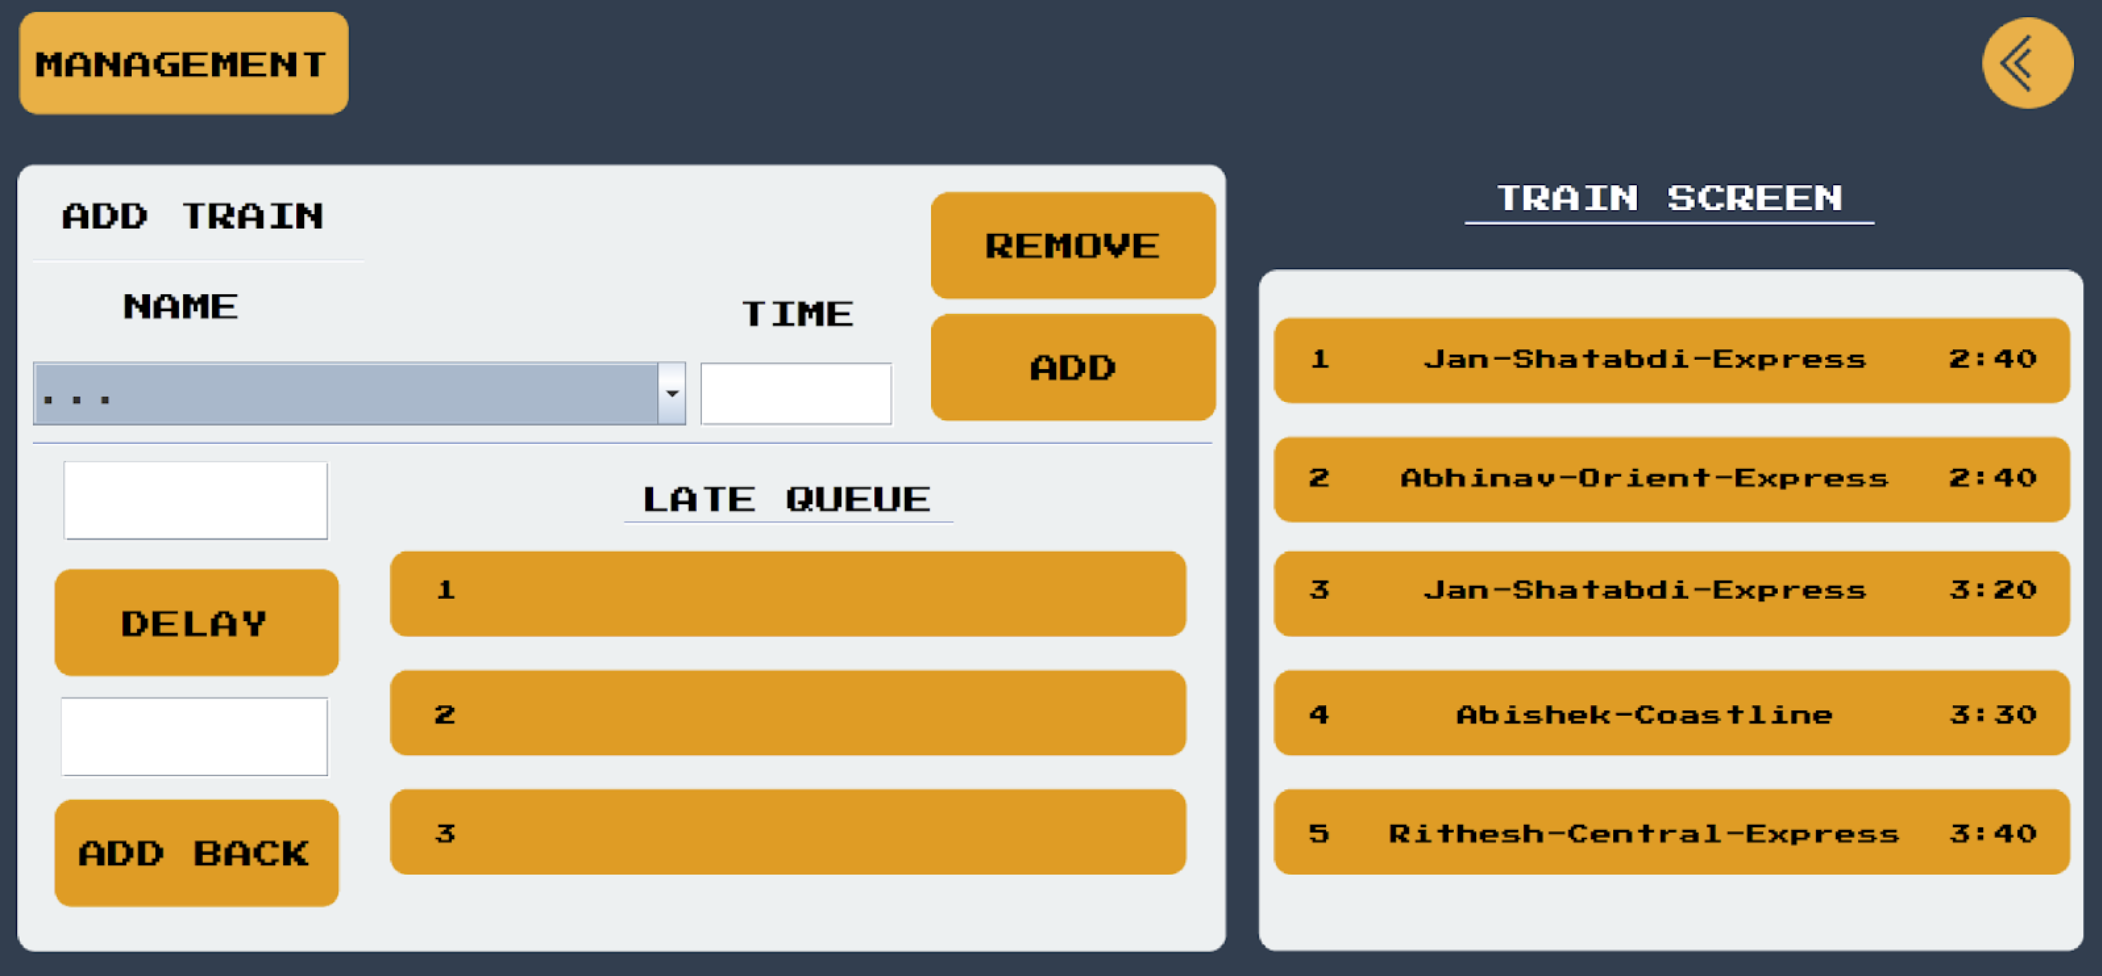 MANAGEMENT
ADD TRAIN
REMOVE
NAME
TIME
ADD
...
LATE QUEUE
1
DELAY
2
3
ADD BACK
TRAIN SCREEN
1 Jan-Shatabdi-Express 2:40
2 Abhinav-Orient-Express 2:40
3 Jan-Shatabdi-Express 3:20
4 Abishek-Coastline 3:30
5 Rithesh-Central-Express 3:40